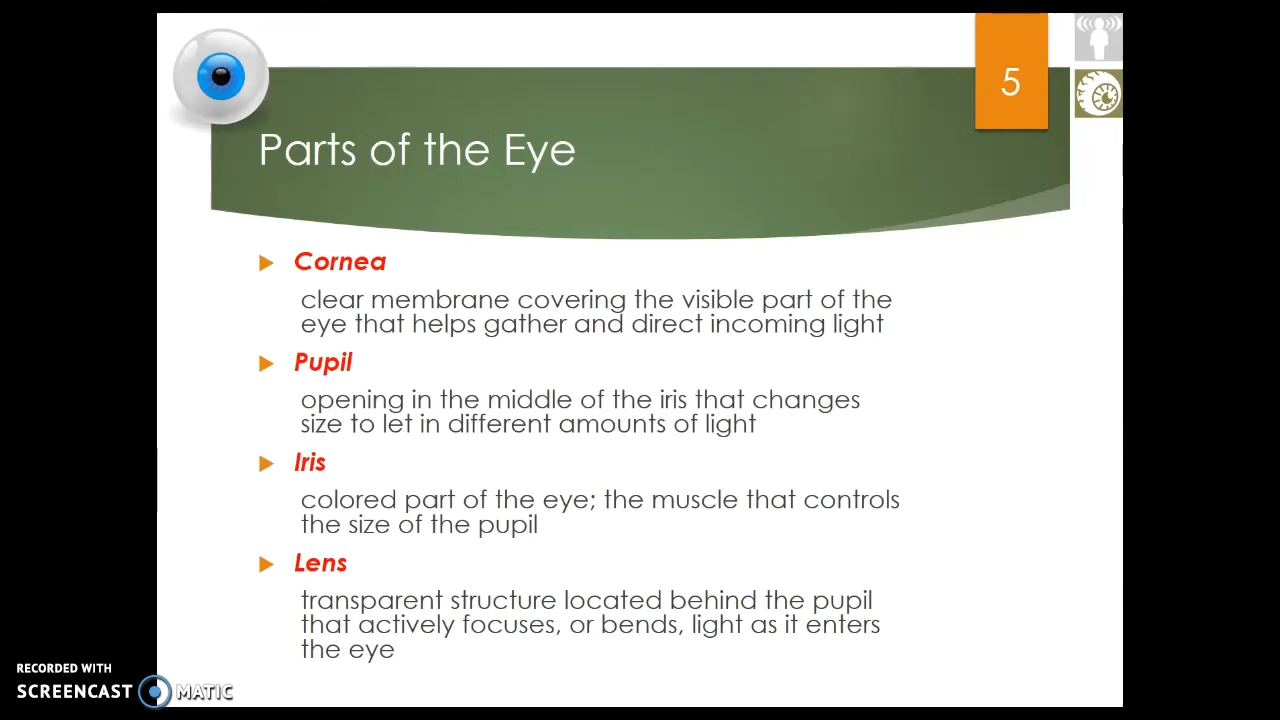 5
Parts of the Eye
Cornea
clear membrane covering the visible part of the
eye that helps gather and direct incoming light
Pupil
opening in the middle of the iris that changes
size to let in different amounts of light
Iris
colored part of the eye; the muscle that controls
the size of the pupil
Lens
transparent structure located behind the pupil
that actively focuses, or bends, light as it enters
the eye
RECORDED WITH
SCREENCAST MATIC